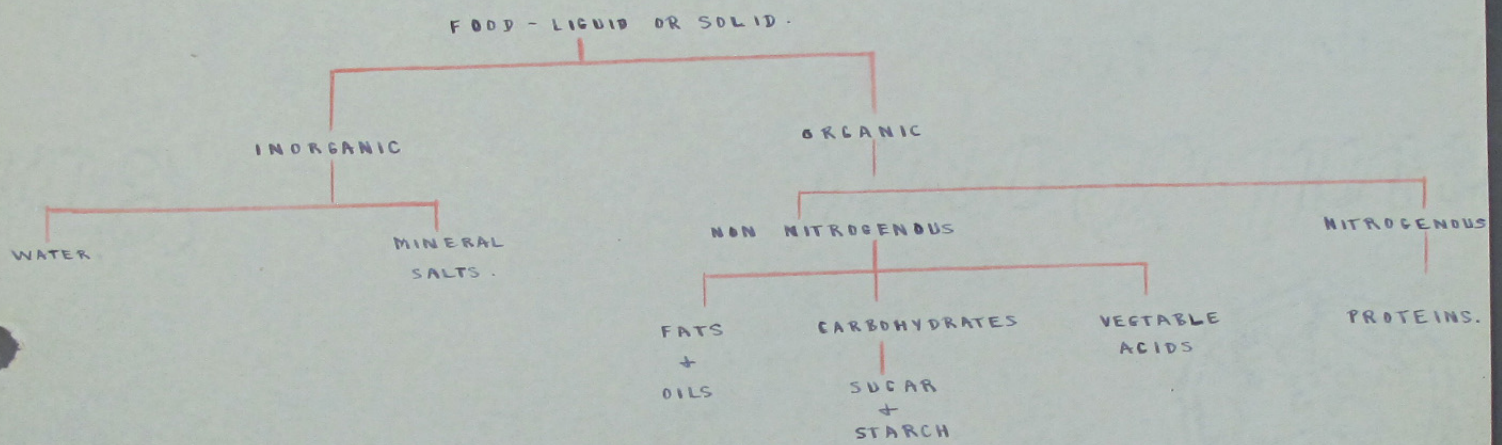 FOOD - LIQUID OR SOLID.
INORGANIC
ORGANIC
WATER
MINERAL
SALTS.
NON NITROGENOUS
NITROGENOUS
FATS
+
OILS
CARBOHYDRATES
SUGAR
+
STARCH
VEGTABLE
ACIDS
PROTEINS.